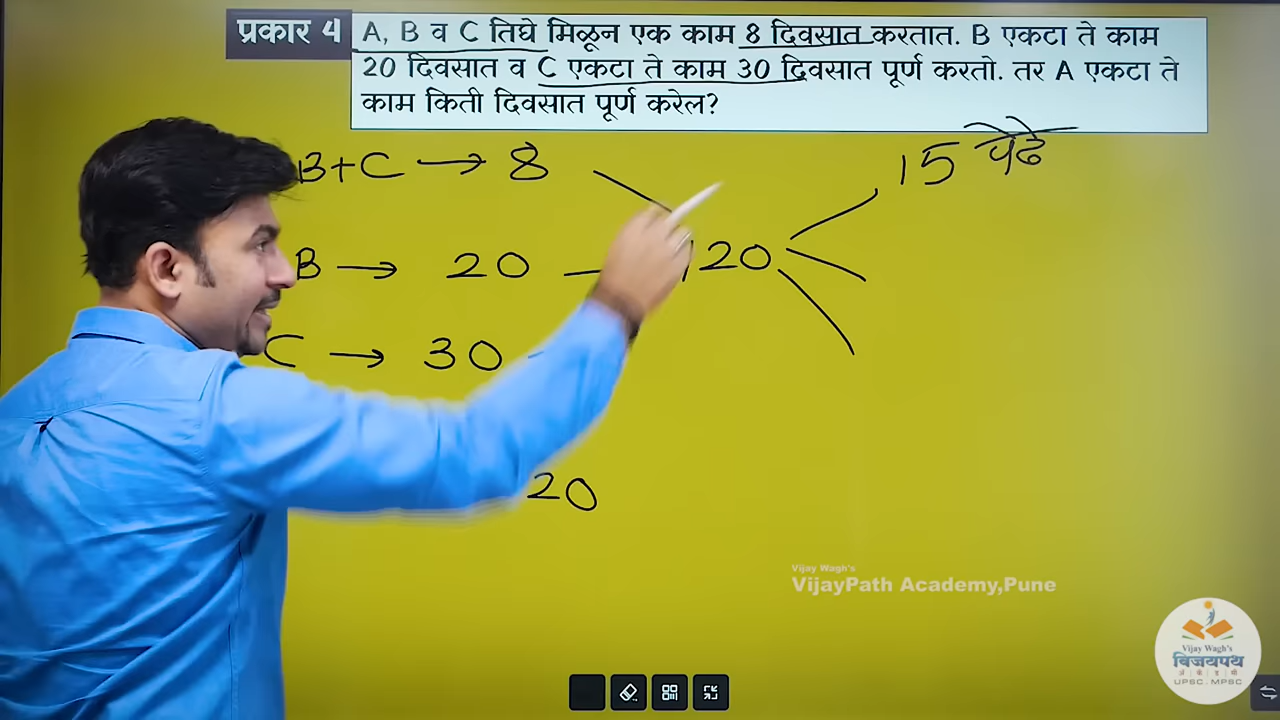 प्रकार 4
A, B व C तिघे मिळून एक काम 8 दिवसात करतात. B एकटा ते काम
20 दिवसात व C एकटा ते काम 30 दिवसात पूर्ण करतो. तर A एकटा ते
काम किती दिवसात पूर्ण करेल?
B+C → 8
15 पेढे
B → 20
120
C → 30
20
Vijay Wagh's
VijayPath Academy,Pune
Vijay Wagh's
विजयपथ
UPSC.MPSC